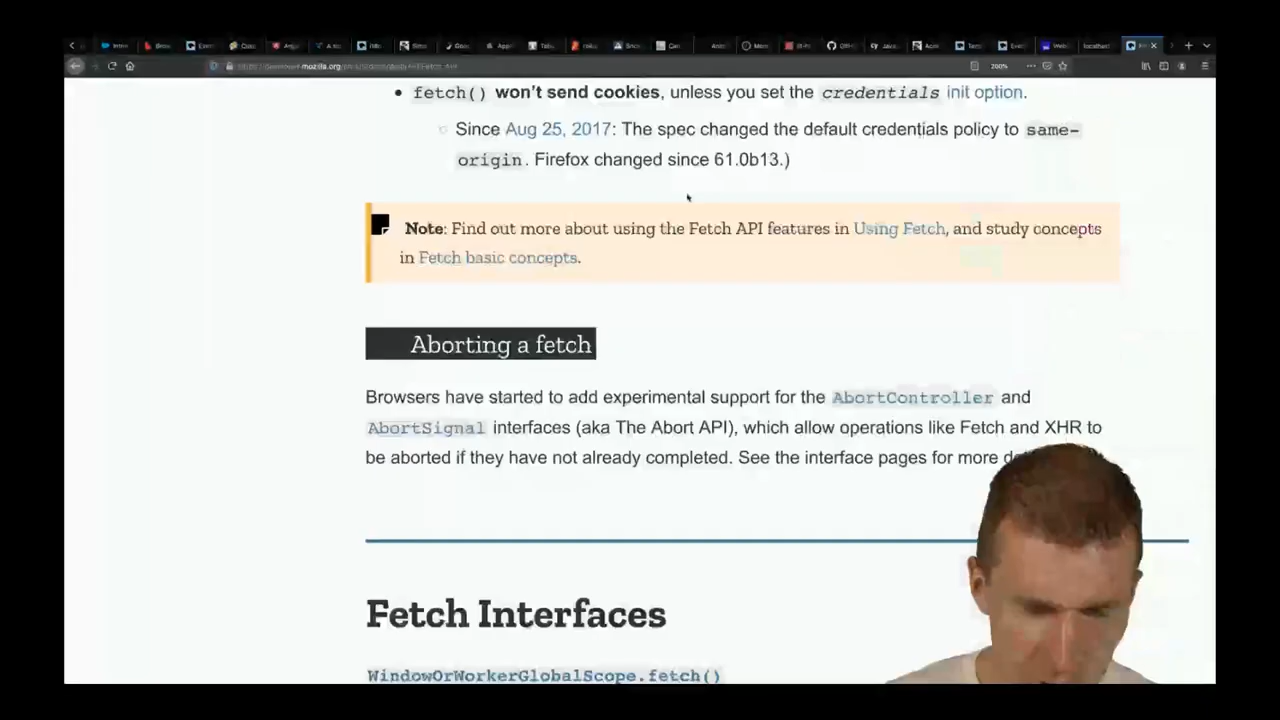 200%
fetch() won't send cookies, unless you set the credentials init option.
Since Aug 25, 2017: The spec changed the default credentials policy to same-
origin. Firefox changed since 61.0b13.)
Note: Find out more about using the Fetch API features in Using Fetch, and study concepts
in Fetch basic concepts.
Aborting a fetch
Browsers have started to add experimental support for the AbortController and
AbortSignal interfaces (aka The Abort API), which allow operations like Fetch and XHR to
be aborted if they have not already completed. See the interface pages for more
Fetch Interfaces
WindowOrWorkerGlobalScope.fetch()